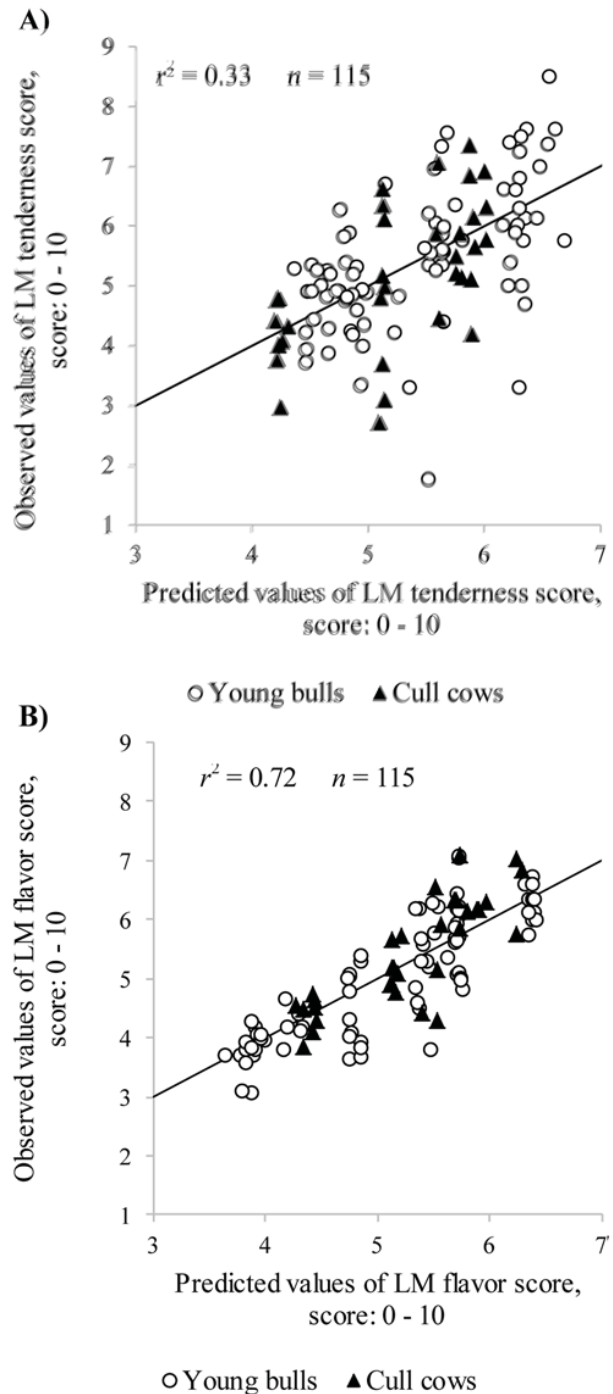 A)
9
r² = 0.33 n = 115
8
7
6
5
4
3
2
1
3 4 5 6 7
Observed values of LM tenderness score,
score: 0 - 10
Predicted values of LM tenderness score,
score: 0 - 10
Young bulls Cull cows
B)
9
r² = 0.72 n = 115
8
7
6
5
4
3
2
1
3 4 5 6 7
Observed values of LM flavor score,
score: 0 - 10
Predicted values of LM flavor score,
score: 0 - 10
Young bulls Cull cows